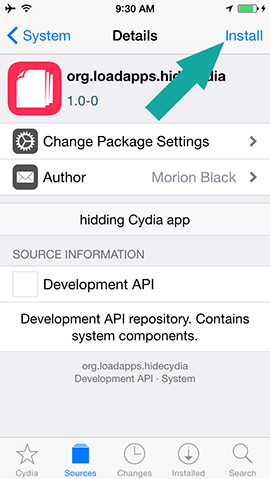 9:30 AM
System
Details
Install
org.loadapps.hidecydia
1.0-0
Change Package Settings
Author
Morion Black
hidding Cydia app
SOURCE INFORMATION
Development API
Development API repository. Contains
system components.
org.loadapps.hidecydia
Development API · System
Cydia
Sources
Changes
Installed
Search